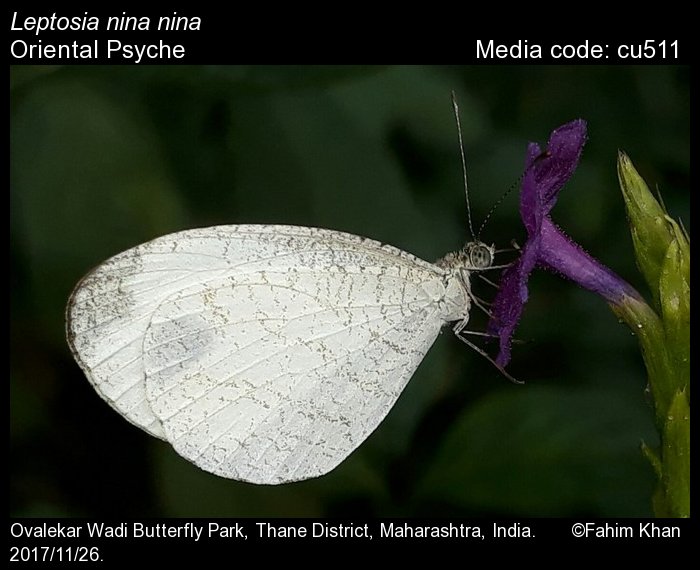 Leptosia nina nina
Oriental Psyche Media code: cu511
Ovalekar Wadi Butterfly Park, Thane District, Maharashtra, India. ©Fahim Khan
2017/11/26.